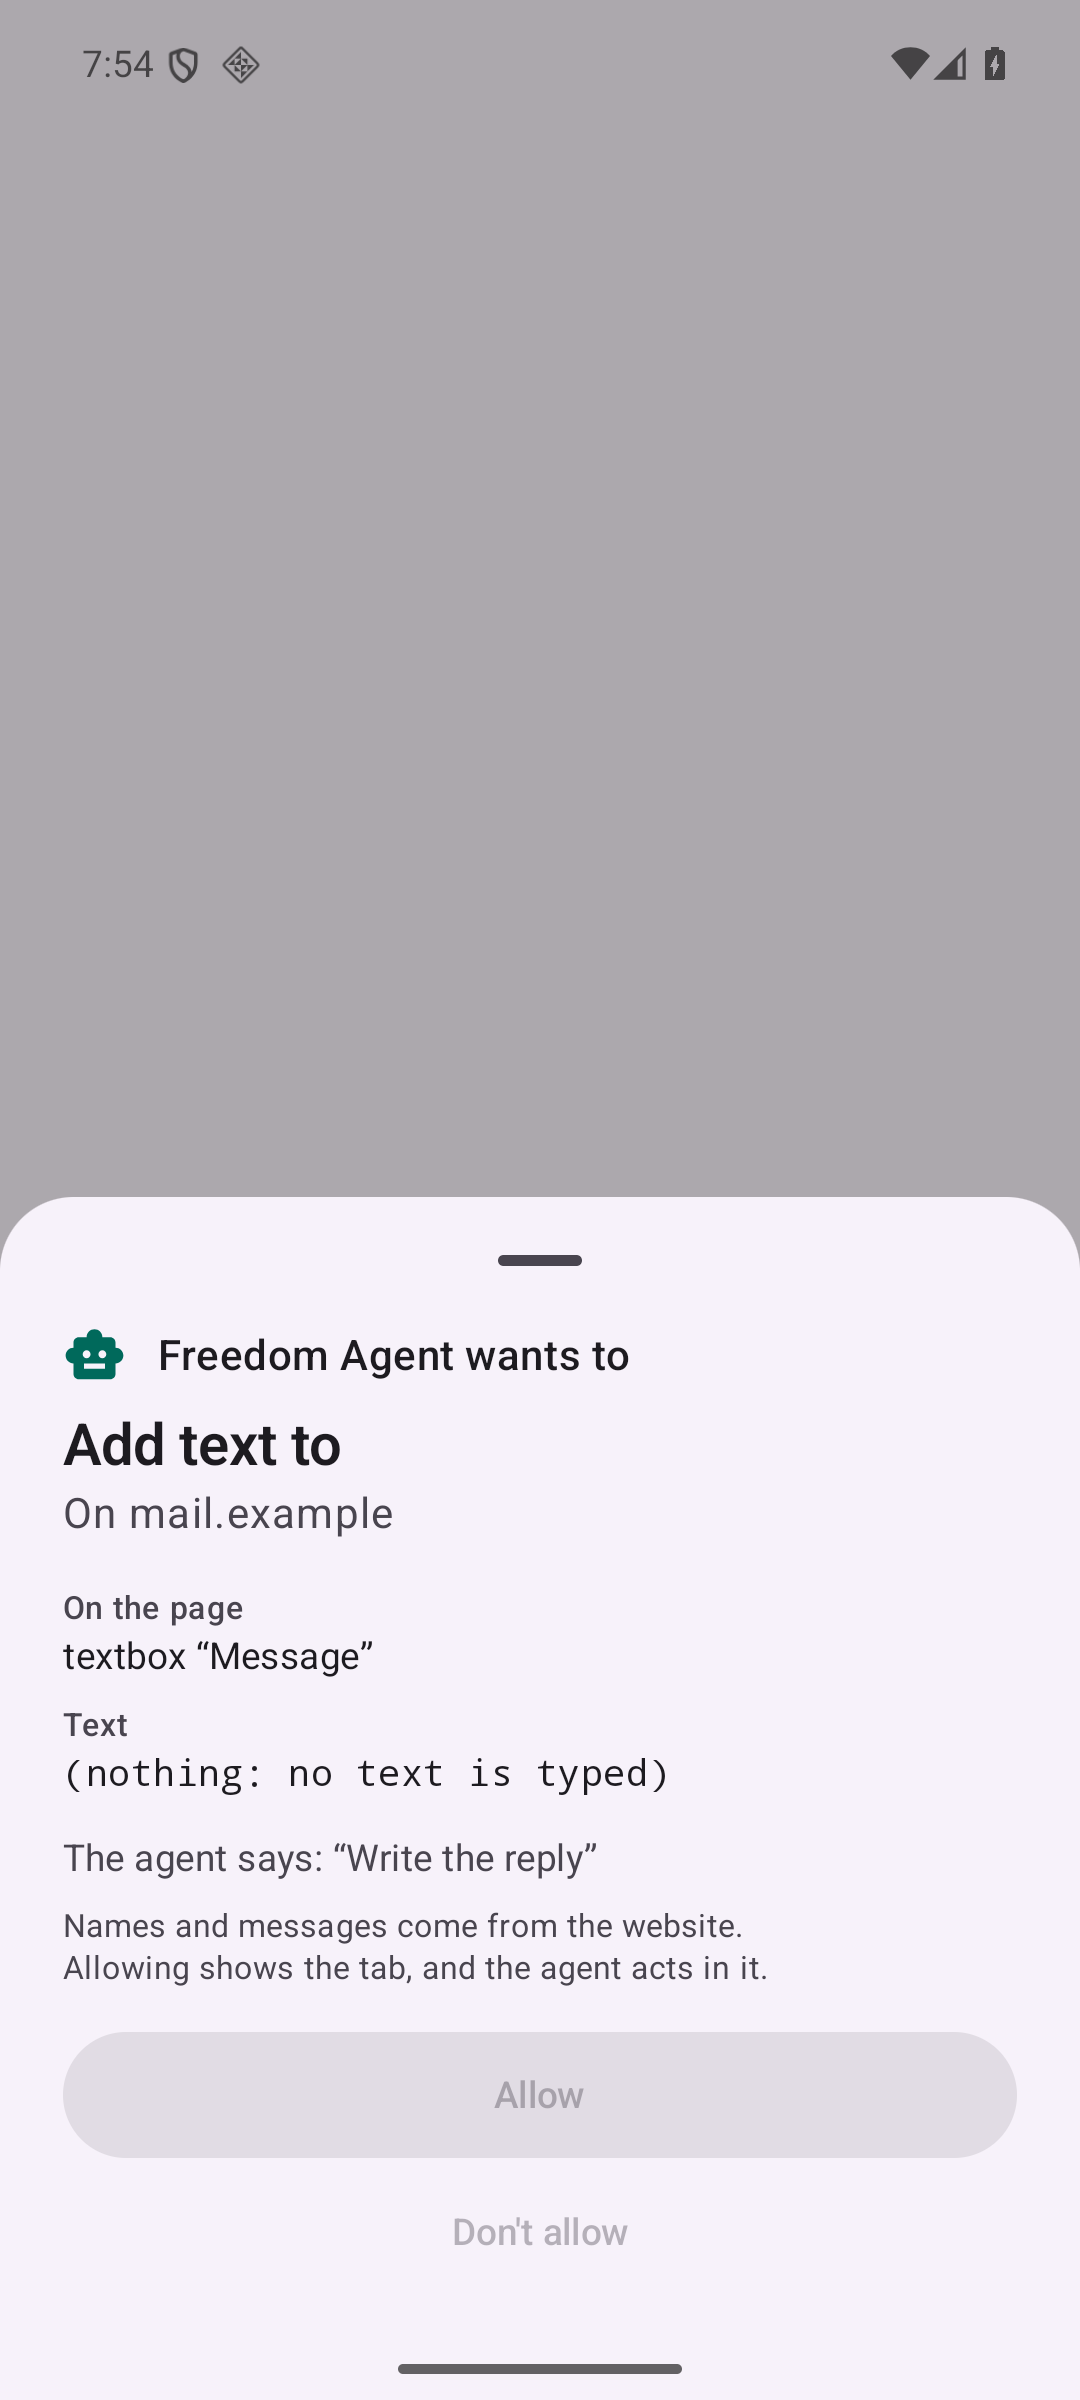 7:54
Freedom Agent wants to
Add text to
On mail.example
On the page
textbox “Message”
Text
(nothing: no text is typed)
The agent says: “Write the reply”
Names and messages come from the website.
Allowing shows the tab, and the agent acts in it.
Allow
Don't allow